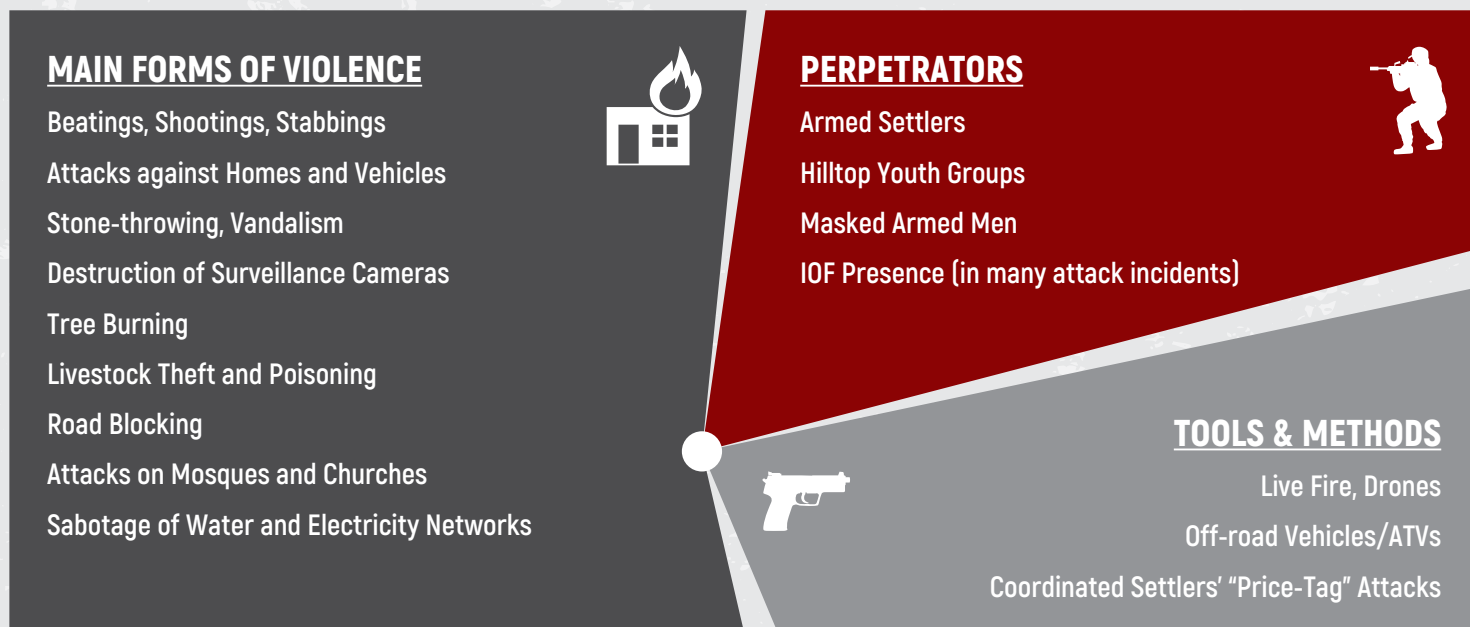 MAIN FORMS OF VIOLENCE
Beatings, Shootings, Stabbings
Attacks against Homes and Vehicles
Stone-throwing, Vandalism
Destruction of Surveillance Cameras
Tree Burning
Livestock Theft and Poisoning
Road Blocking
Attacks on Mosques and Churches
Sabotage of Water and Electricity Networks
PERPETRATORS
Armed Settlers
Hilltop Youth Groups
Masked Armed Men
IOF Presence (in many attack incidents)
TOOLS & METHODS
Live Fire, Drones
Off-road Vehicles/ATVs
Coordinated Settlers’ “Price-Tag” Attacks